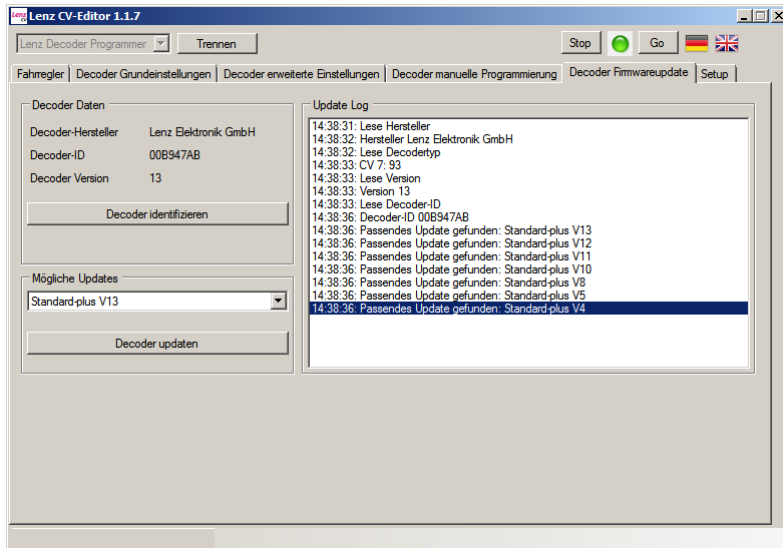 Lenz CV
Lenz CV-Editor 1.1.7
Lenz Decoder Programmer
Trennen
Stop
Go
Fahrregler
Decoder Grundeinstellungen
Decoder erweiterte Einstellungen
Decoder manuelle Programmierung
Decoder Firmwareupdate
Setup
Decoder Daten
Decoder-Hersteller Lenz Elektronik GmbH
Decoder-ID 00B947AB
Decoder Version 13
Decoder identifizieren
Mögliche Updates
Standard-plus V13
Decoder updaten
Update Log
14:38:31: Lese Hersteller
14:38:32: Hersteller Lenz Elektronik GmbH
14:38:32: Lese Decodertyp
14:38:33: CV 7: 93
14:38:33: Lese Version
14:38:33: Version 13
14:38:33: Lese Decoder-ID
14:38:36: Decoder-ID 00B947AB
14:38:36: Passendes Update gefunden: Standard-plus V13
14:38:36: Passendes Update gefunden: Standard-plus V12
14:38:36: Passendes Update gefunden: Standard-plus V11
14:38:36: Passendes Update gefunden: Standard-plus V10
14:38:36: Passendes Update gefunden: Standard-plus V8
14:38:36: Passendes Update gefunden: Standard-plus V5
14:38:36: Passendes Update gefunden: Standard-plus V4